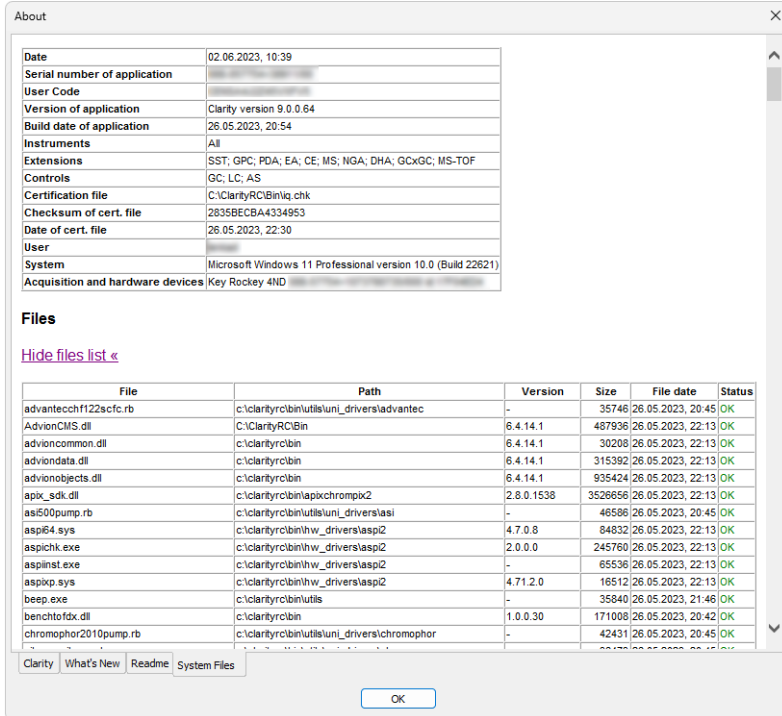 About
Date 02.06.2023, 10:39
Serial number of application
User Code
Version of application Clarity version 9.0.0.64
Build date of application 26.05.2023, 20:54
Instruments All
Extensions SST; GPC; PDA; EA; CE; MS; NGA; DHA; GCxGC; MS-TOF
Controls GC; LC; AS
Certification file C:\ClarityRC\Bin\iq.chk
Checksum of cert. file 2835BECBA4334953
Date of cert. file 26.05.2023, 22:30
User
System Microsoft Windows 11 Professional version 10.0 (Build 22621)
Acquisition and hardware devices Key Rockey 4ND
Files
Hide files list «
File Path Version Size File date Status
advantecchf122scfc.rb c:\clarityrc\bin\utils\uni_drivers\advantec - 35746 26.05.2023, 20:45 OK
AdvionCMS.dll C:\ClarityRC\Bin 6.4.14.1 487936 26.05.2023, 22:13 OK
advioncommon.dll c:\clarityrc\bin 6.4.14.1 30208 26.05.2023, 22:13 OK
adviondata.dll c:\clarityrc\bin 6.4.14.1 315392 26.05.2023, 22:13 OK
advionobjects.dll c:\clarityrc\bin 6.4.14.1 935424 26.05.2023, 22:13 OK
apix_sdk.dll c:\clarityrc\bin\apixchrompix2 2.8.0.1538 3526656 26.05.2023, 22:13 OK
asi500pump.rb c:\clarityrc\bin\utils\uni_drivers\asi - 46586 26.05.2023, 20:45 OK
aspi64.sys c:\clarityrc\bin\hw_drivers\aspi2 4.7.0.8 84832 26.05.2023, 22:13 OK
aspichk.exe c:\clarityrc\bin\hw_drivers\aspi2 2.0.0.0 245760 26.05.2023, 22:13 OK
aspiinst.exe c:\clarityrc\bin\hw_drivers\aspi2 - 65536 26.05.2023, 22:13 OK
aspixp.sys c:\clarityrc\bin\hw_drivers\aspi2 4.71.2.0 16512 26.05.2023, 22:13 OK
beep.exe c:\clarityrc\bin\utils - 35840 26.05.2023, 21:46 OK
benchtofdx.dll c:\clarityrc\bin 1.0.0.30 171008 26.05.2023, 20:42 OK
chromophor2010pump.rb c:\clarityrc\bin\utils\uni_drivers\chromophor - 42431 26.05.2023, 20:45 OK
Clarity What's New Readme System Files
OK